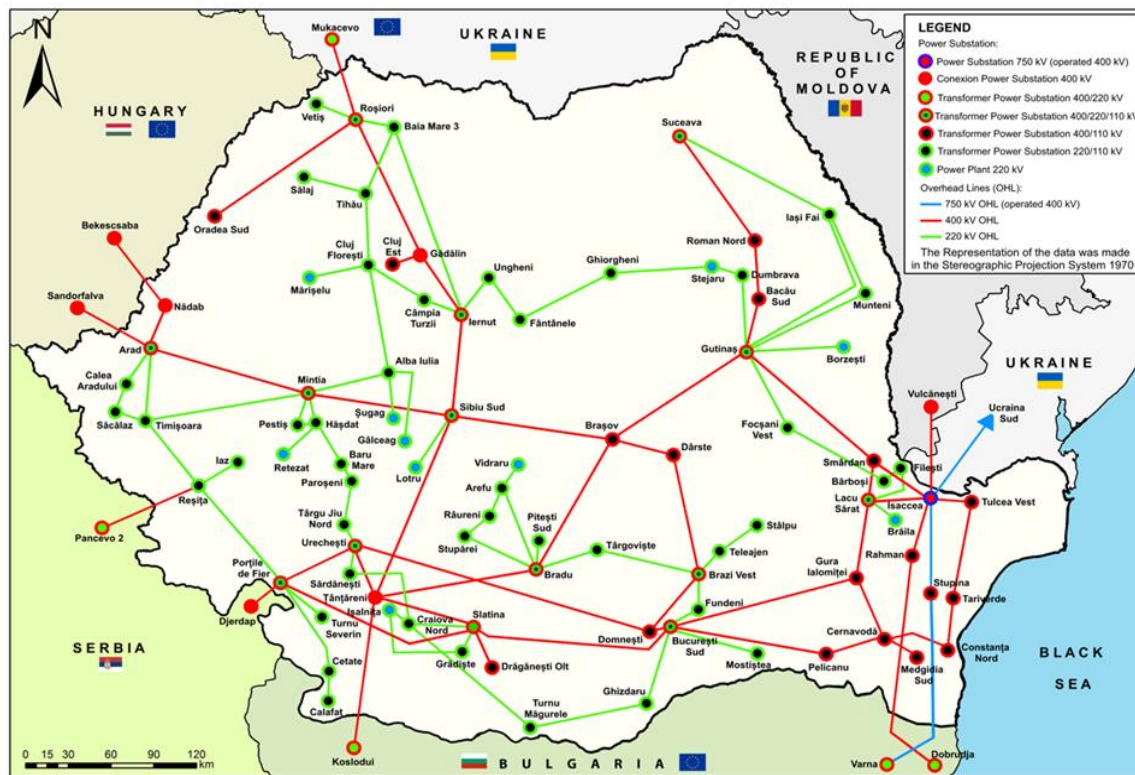 N
Mukacevo
UKRAINE
REPUBLIC
OF
MOLDOVA
HUNGARY
LEGEND
Power Substation:
Power Substation 750 kV (operated 400 kV)
Conexion Power Substation 400 kV
Transformer Power Substation 400/220 kV
Transformer Power Substation 400/220/110 kV
Transformer Power Substation 400/110 kV
Transformer Power Substation 220/110 kV
Power Plant 220 kV
Overhead Lines (OHL):
750 kV OHL (operated 400 kV)
400 kV OHL
220 kV OHL
The Representation of the data was made
in the Stereographic Projection System 1970
Vetiș
Roșiori
Baia Mare 3
Suceava
Sălaj
Tihău
Oradea Sud
Iași Fai
Bekescsaba
Cluj
Florești
Cluj
Est
Gădălin
Roman Nord
Mărișelu
Ungheni
Ghiorgheni
Stejaru
Dumbrava
Bacău
Sud
Munteni
Sandorfalva
Nădab
Câmpia
Turzii
Iernut
Fântânele
Arad
Gutinaș
Borzești
UKRAINE
Calea
Aradului
Mintia
Alba Iulia
Vulcănești
Ucraina
Sud
Săcălaz
Timișoara
Pestiș
Hășdat
Șugag
Sibiu Sud
Brașov
Focșani
Vest
Gâlceag
Dârste
Iaz
Retezat
Baru
Mare
Lotru
Vidraru
Smârdan
Filești
Reșița
Paroșeni
Arefu
Bărboși
Lacu
Sărat
Isaccea
Tulcea Vest
Pancevo 2
Târgu Jiu
Nord
Răureni
Pitești
Sud
Stâlpu
Brăila
Urechești
Stupărei
Târgoviște
Teleajen
Gura
Ialomiței
Rahman
Porțile
de Fier
Sărdănești
Bradu
Brazi Vest
Stupina
Tariverde
Țânțăreni
Djerdap
Isalnița
Slatina
Fundeni
Turnu
Severin
Craiova
Nord
Domnești
București
Sud
Cernavodă
Constanța
Nord
SERBIA
Grădiște
Drăgănești Olt
Mostiștea
Pelicanu
Medgidia
Sud
BLACK
SEA
Cetate
Calafat
Turnu
Măgurele
Ghizdaru
0 15 30 60 90 120
km
Koslodui
BULGARIA
Varna
Dobrudja